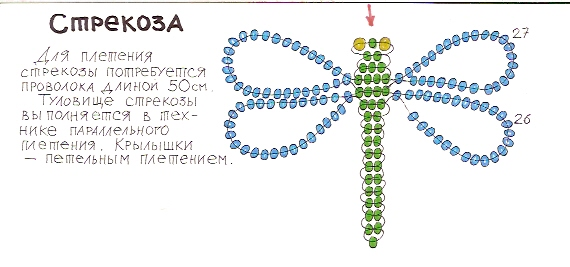 Стрекоза
Для плетения
стрекозы потребуется
проволока длиной 50см.
Туловище стрекозы
выполняется в тех-
нике параллельного
плетения. Крылышки
– петельным плетением.
27
26